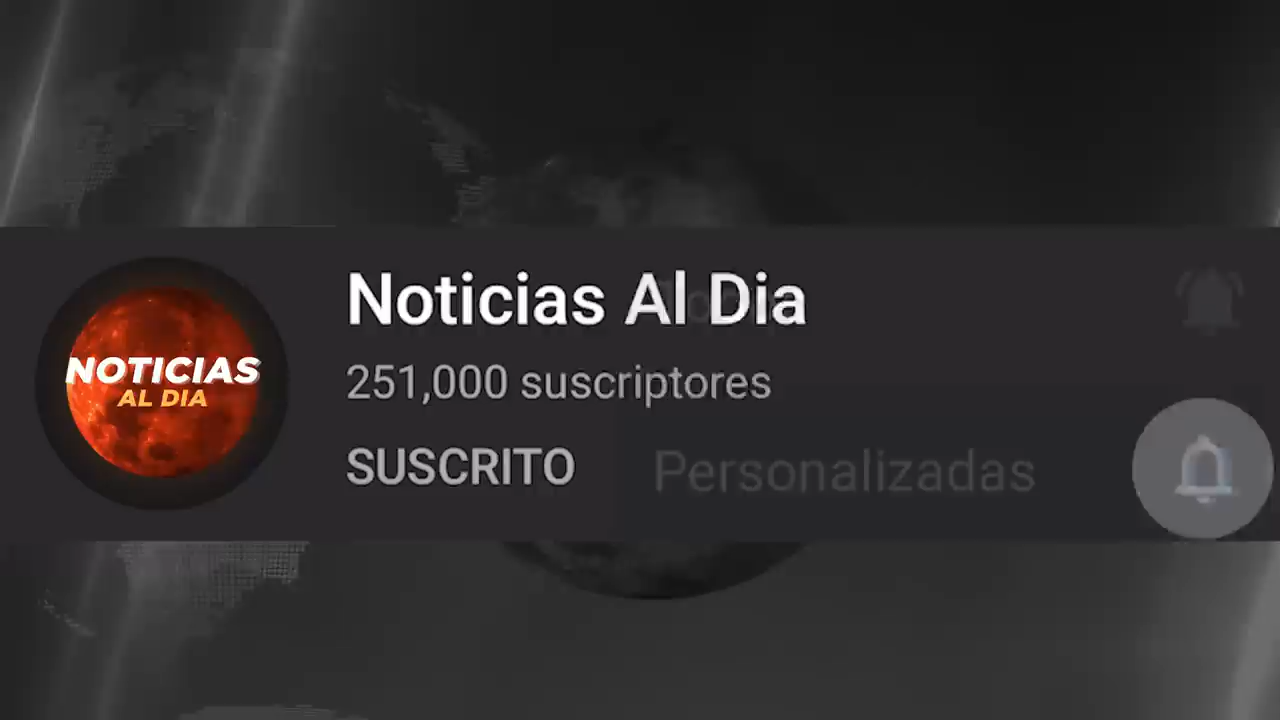 NOTICIAS
AL DIA
Noticias Al Dia
251,000 suscriptores
SUSCRITO
Personalizadas